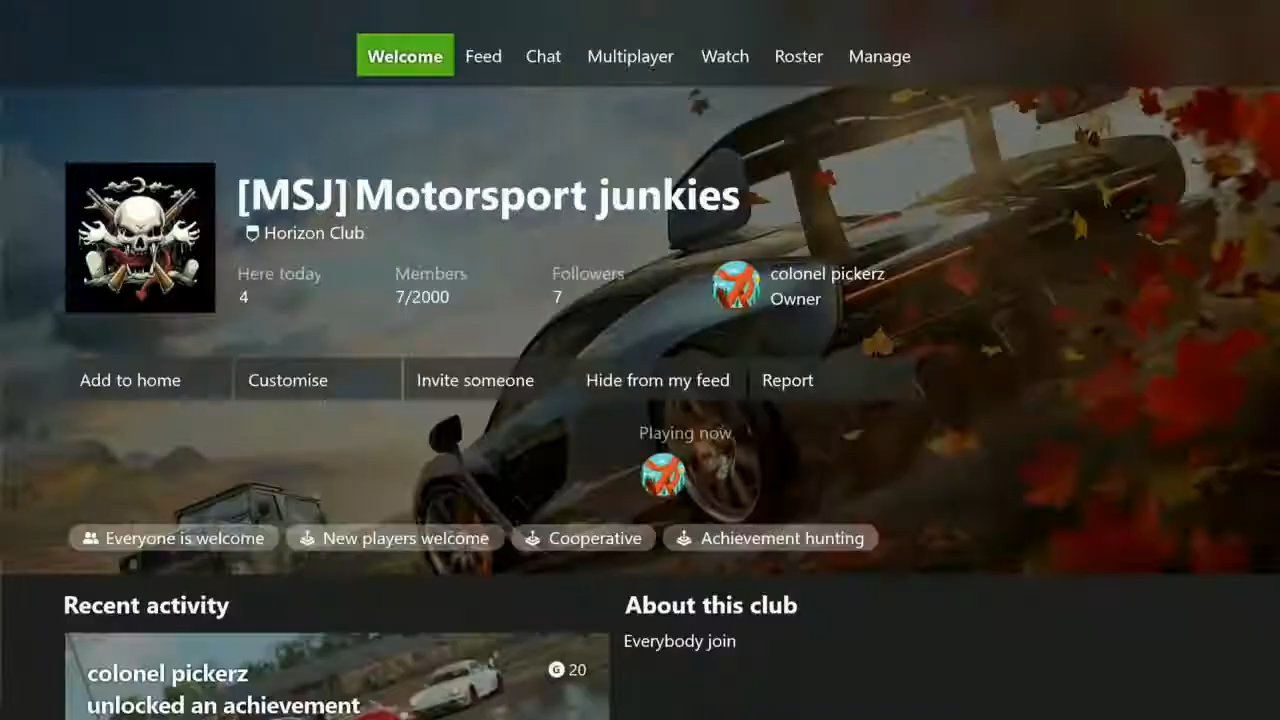 Welcome Feed Chat Multiplayer Watch Roster Manage
[MSJ] Motorsport junkies
Horizon Club
Here today Members Followers
4 7/2000 7
colonel pickerz
Owner
Add to home Customise Invite someone Hide from my feed Report
Playing now
Everyone is welcome New players welcome Cooperative Achievement hunting
Recent activity
colonel pickerz
G 20
unlocked an achievement
About this club
Everybody join